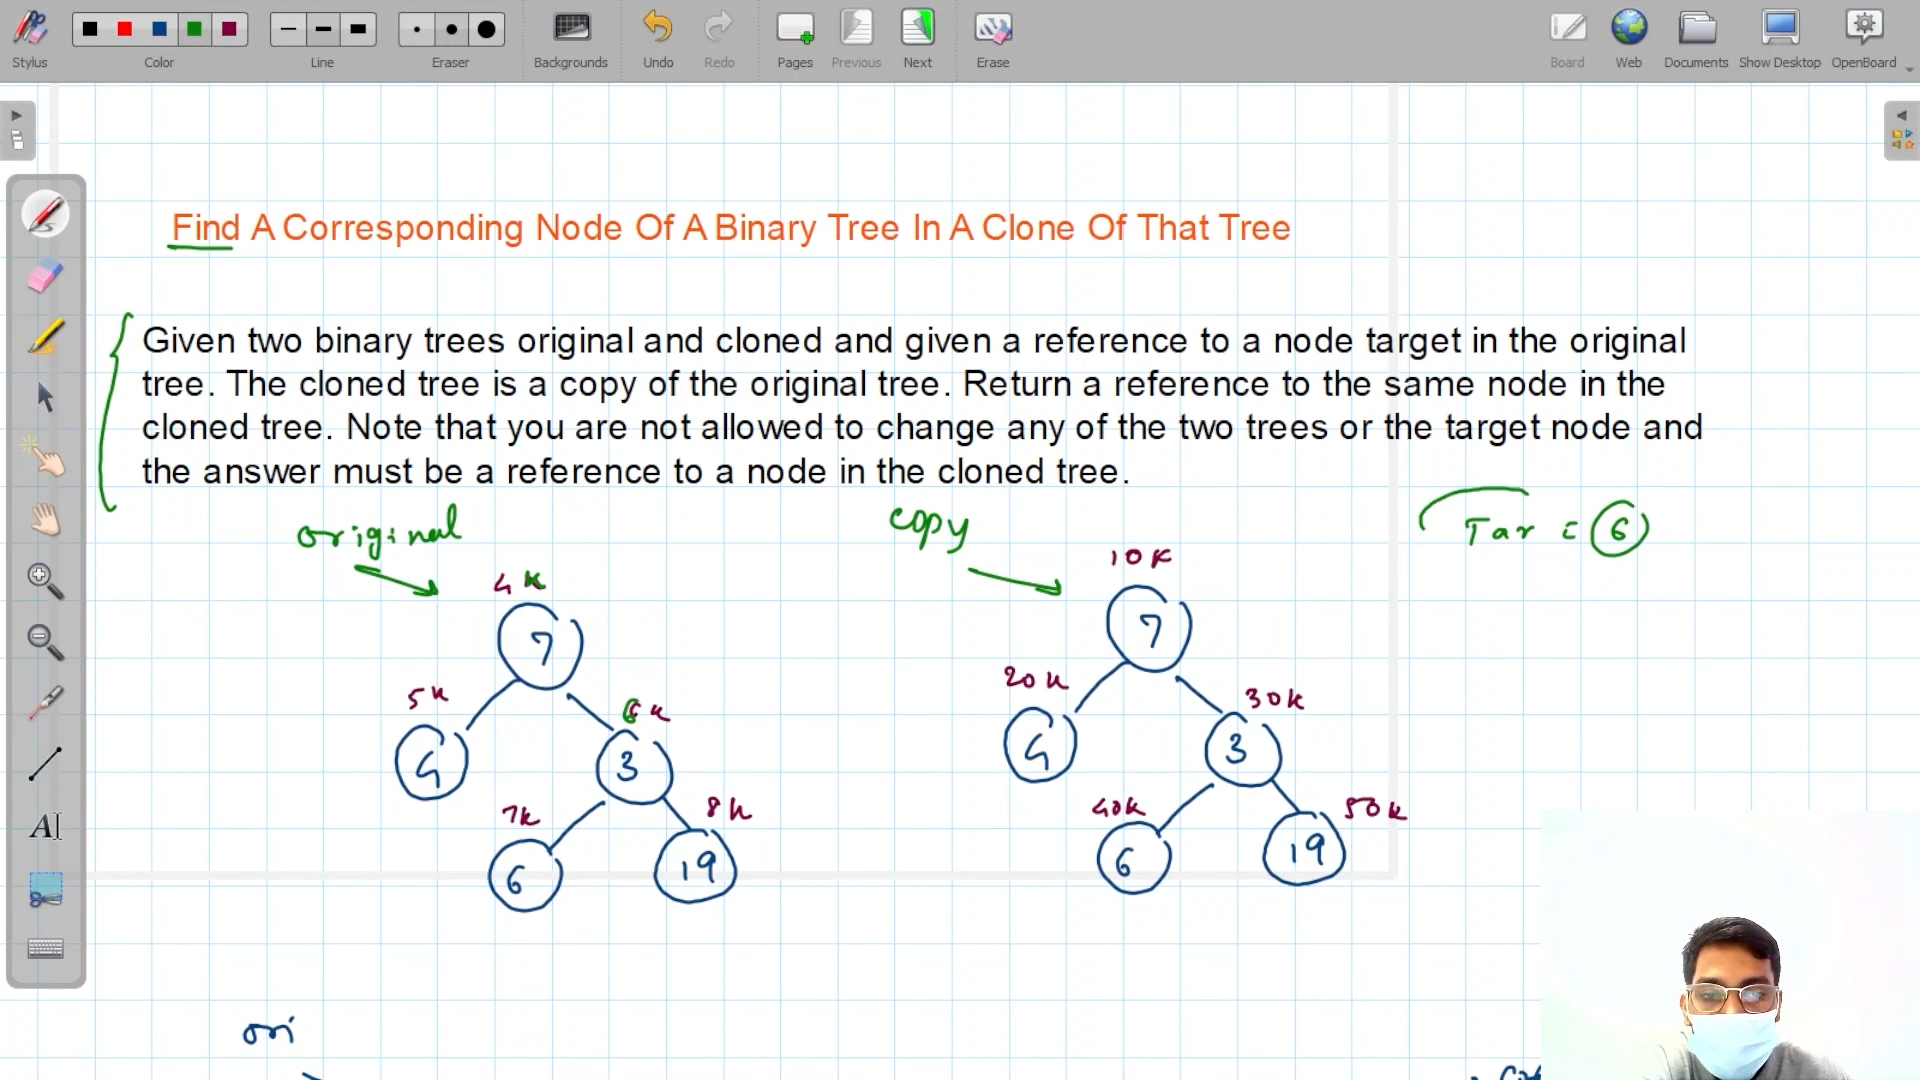 Stylus Color Line Eraser Backgrounds Undo Redo Pages Previous Next Erase Board Web Documents Show Desktop OpenBoard
Find A Corresponding Node Of A Binary Tree In A Clone Of That Tree
Given two binary trees original and cloned and given a reference to a node target in the original
tree. The cloned tree is a copy of the original tree. Return a reference to the same node in the
cloned tree. Note that you are not allowed to change any of the two trees or the target node and
the answer must be a reference to a node in the cloned tree.
original copy Tar = 6
4K 10K
7 7
5K 6K 20K 30K
4 3 4 3
7K 8K 40K 50K
6 19 6 19
ori